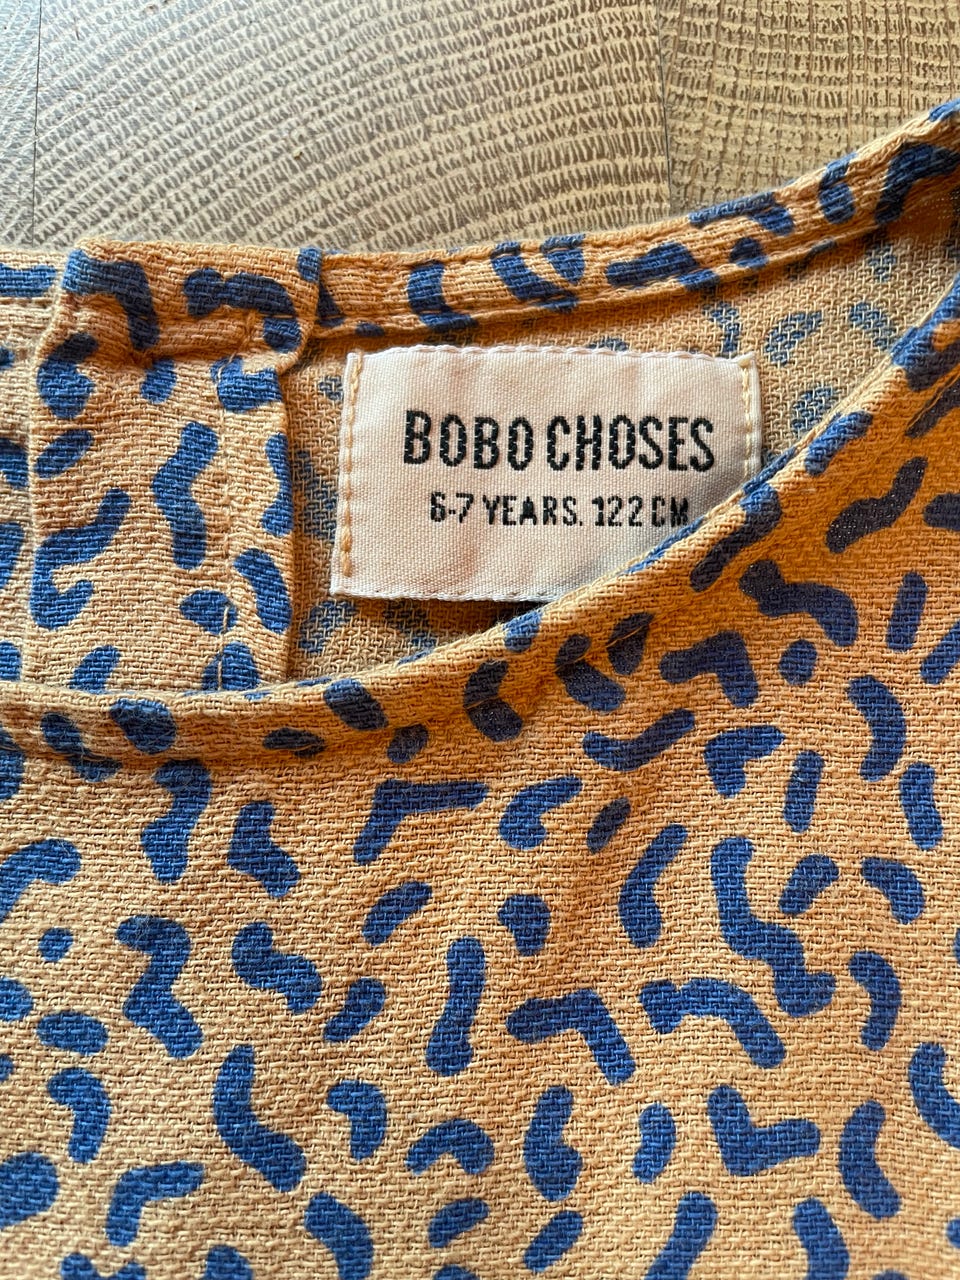 BOBO CHOSES
6-7 YEARS. 122 CM